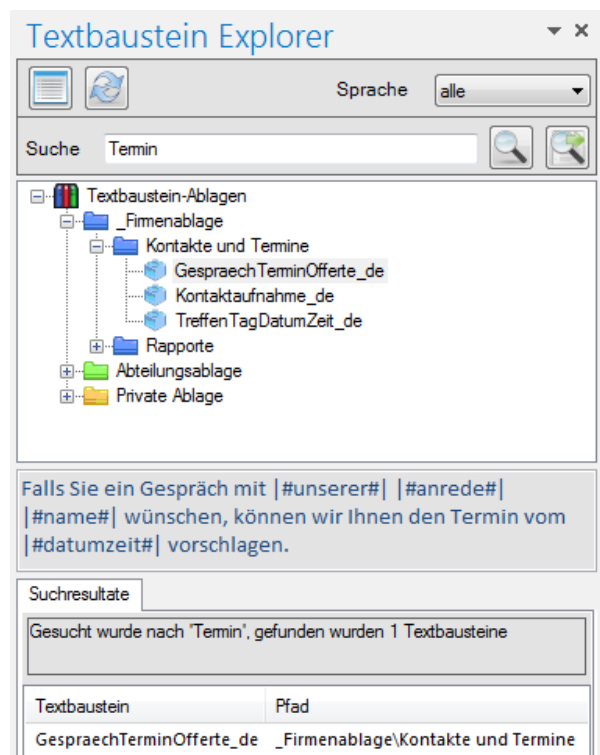 Textbaustein Explorer
Sprache alle
Suche Termin
Textbaustein-Ablagen
_Firmenablage
Kontakte und Termine
GespraechTerminOfferte_de
Kontaktaufnahme_de
TreffenTagDatumZeit_de
Rapporte
Abteilungsablage
Private Ablage
Falls Sie ein Gespräch mit |#unserer#| |#anrede#|
|#name#| wünschen, können wir Ihnen den Termin vom
|#datumzeit#| vorschlagen.
Suchresultate
Gesucht wurde nach 'Termin', gefunden wurden 1 Textbausteine
Textbaustein Pfad
GespraechTerminOfferte_de _Firmenablage\Kontakte und Termine